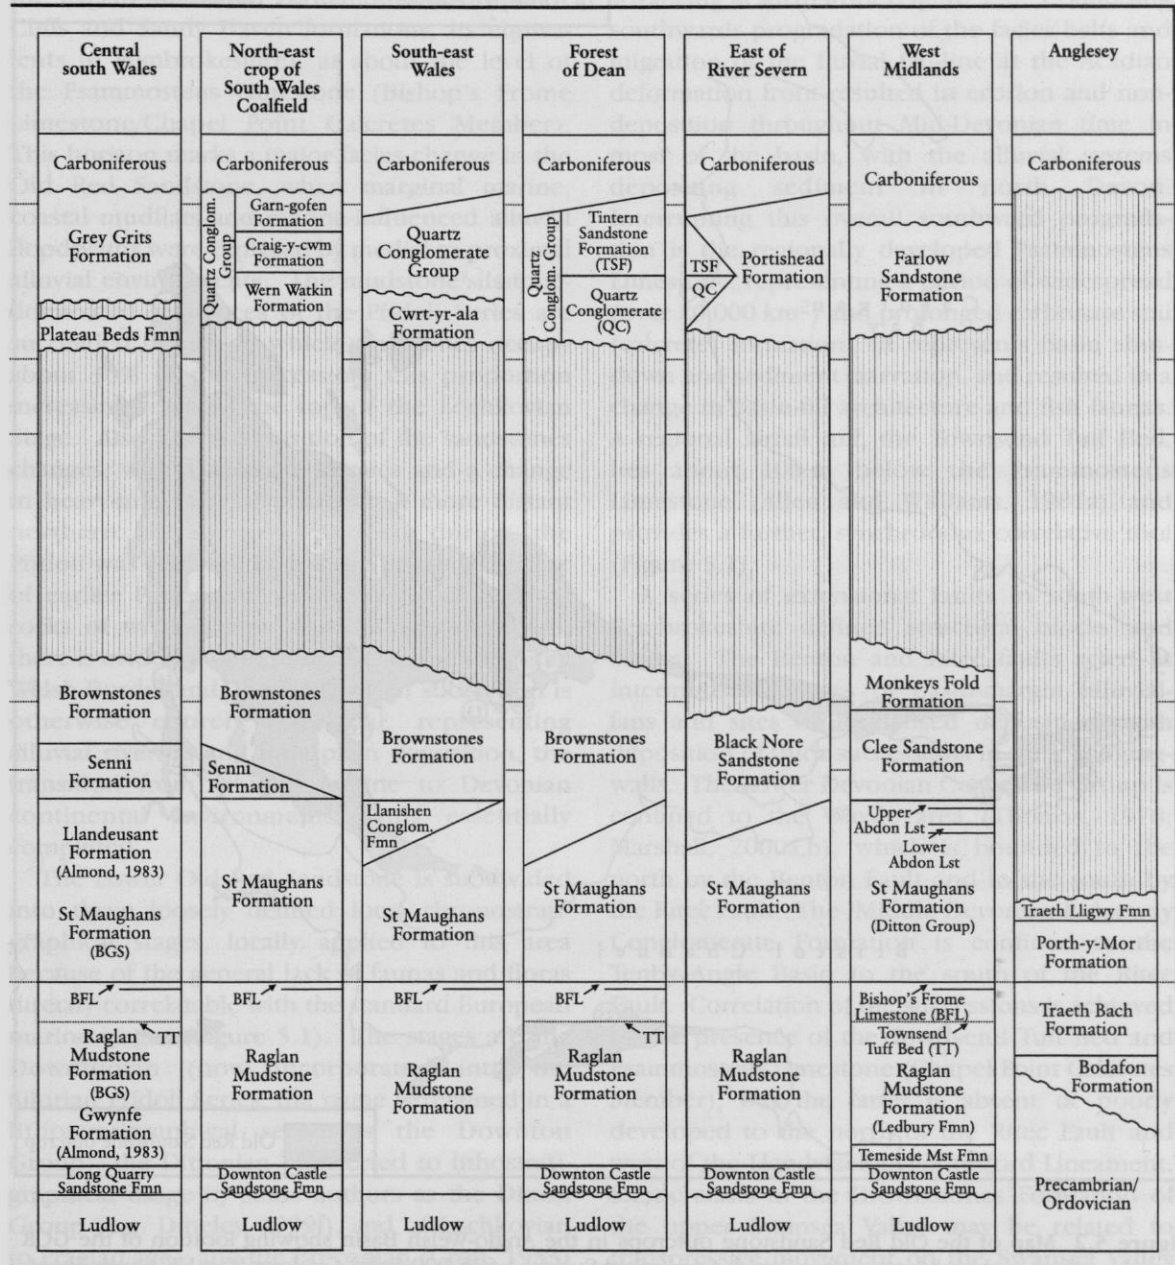 Central
south Wales
North-east
crop of
South Wales
Coalfield
South-east
Wales
Forest
of Dean
East of
River Severn
West
Midlands
Anglesey
Carboniferous
Grey Grits
Formation
Plateau Beds Fmn
Brownstones
Formation
Senni
Formation
Llandeusant
Formation
(Almond, 1983)
St Maughans
Formation
(BGS)
BFL
TT
Raglan
Mudstone
Formation
(BGS)
Gwynfe
Formation
(Almond, 1983)
Long Quarry
Sandstone Fmn
Ludlow
Carboniferous
Quartz Conglom.
Group
Garn-gofen
Formation
Craig-y-cwm
Formation
Wern Watkin
Formation
Brownstones
Formation
Senni
Formation
St Maughans
Formation
BFL
Raglan
Mudstone
Formation
Downton Castle
Sandstone Fmn
Ludlow
Carboniferous
Quartz
Conglomerate
Group
Cwrt-yr-ala
Formation
Brownstones
Formation
Llanishen
Conglom.
Fmn
St Maughans
Formation
BFL
Raglan
Mudstone
Formation
Ludlow
Carboniferous
Quartz
Conglom. Group
Tintern
Sandstone
Formation
(TSF)
Quartz
Conglomerate
(QC)
Brownstones
Formation
St Maughans
Formation
BFL
TT
Raglan
Mudstone
Formation
Downton Castle
Sandstone Fmn
Ludlow
Carbonitrous
TSF
QC
Portishead
Formation
Black Nore
Sandstone
Formation
St Maughans
Formation
Raglan
Mudstone
Formation
Downton Castle
Sandstone Fmn
Ludlow
Carboniferous
Farlow
Sandstone
Formation
Monkeys Fold
Formation
Clee Sandstone
Formation
Upper
Abdon Lst
Lower
Abdon Lst
St Maughans
Formation
(Ditton Group)
Bishop's Frome
Limestone (BFL)
Townsend
Tuff Bed (TT)
Raglan
Mudstone
Formation
(Ledbury Fmn)
Temeside Mst Fmn
Downton Castle
Sandstone Fmn
Ludlow
Carboniferous
Traeth Lligwy Fmn
Porth-y-Mor
Formation
Traeth Bach
Formation
Bodafon
Formation
Precambrian/
Ordovician